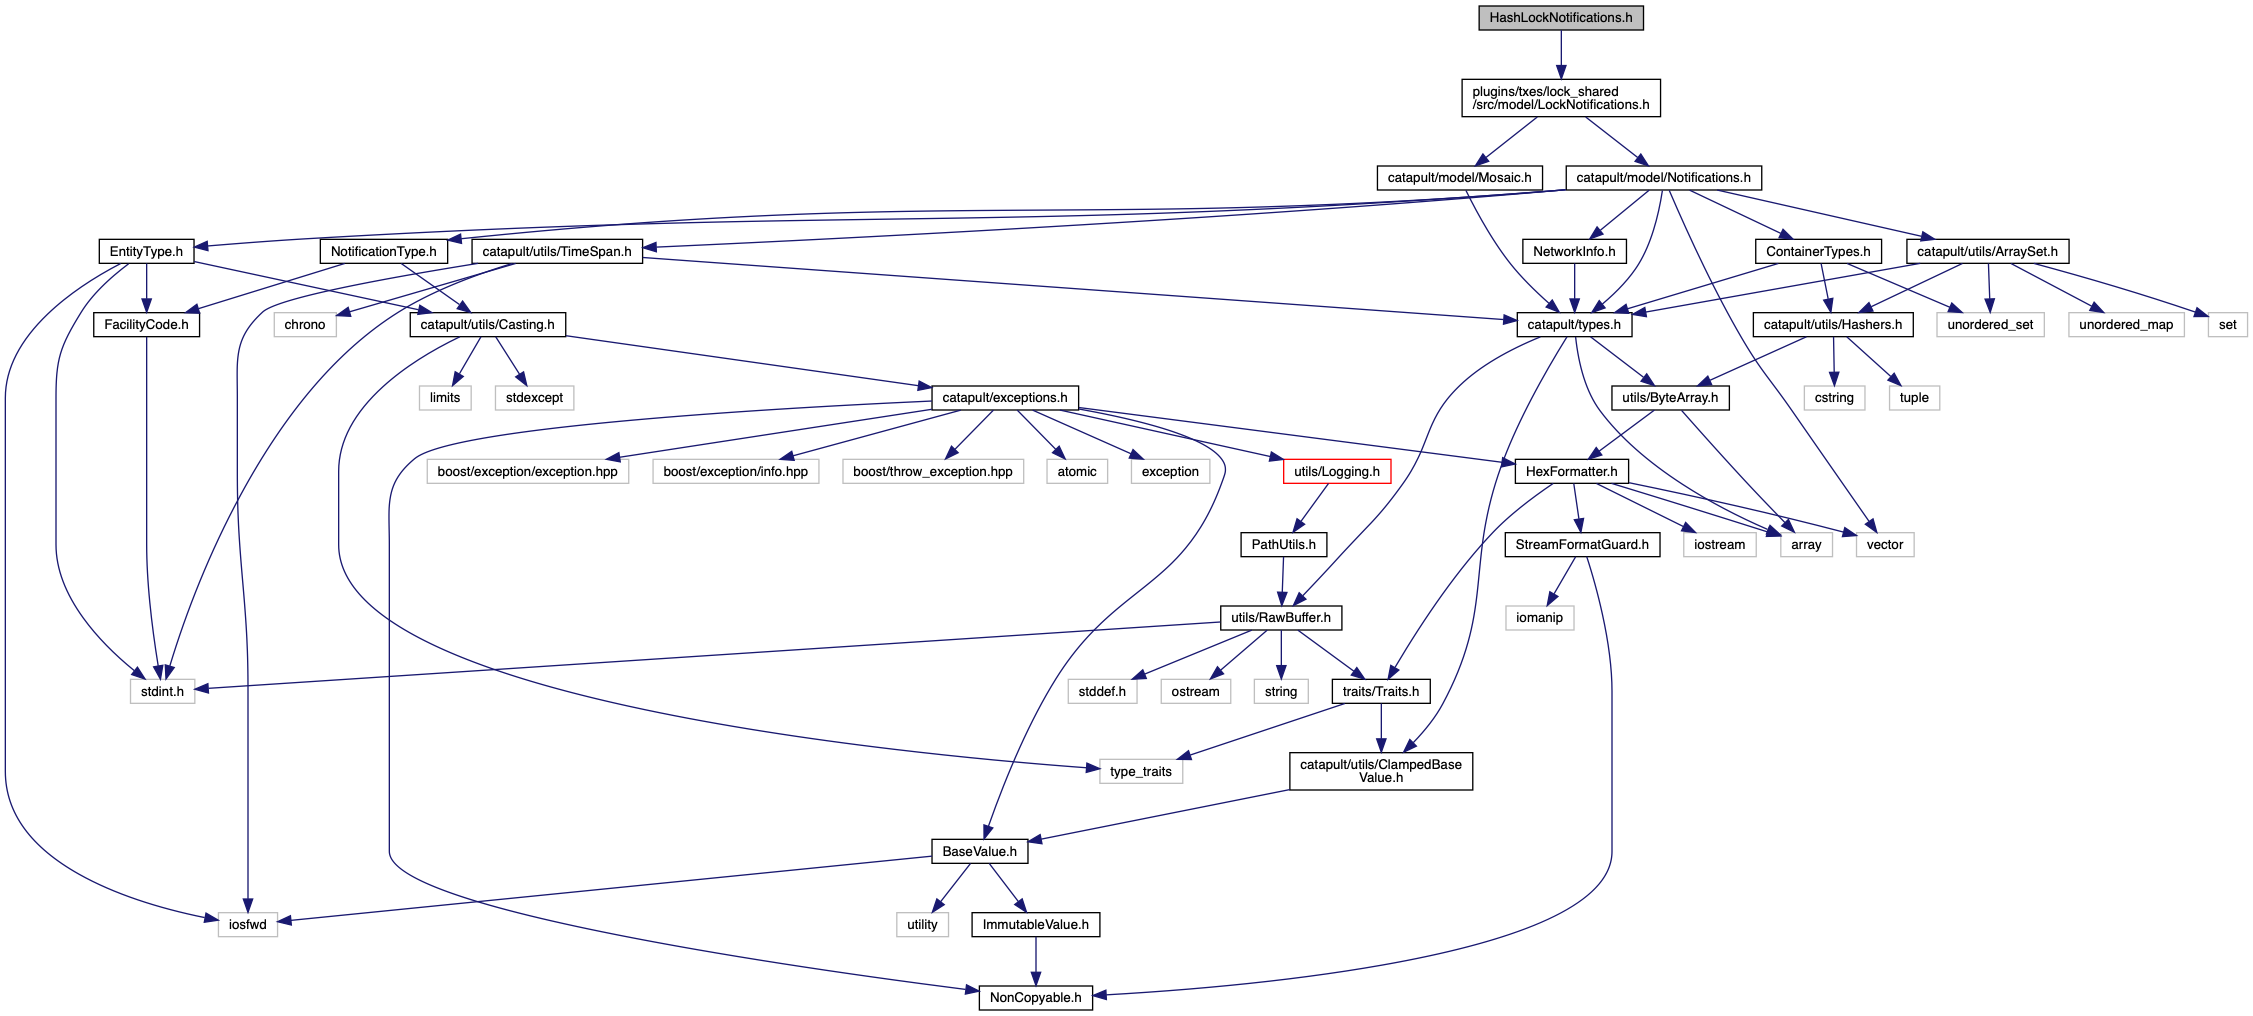 HashLockNotifications.h
plugins/txes/lock_shared
/src/model/LockNotifications.h
catapult/model/Mosaic.h
catapult/model/Notifications.h
EntityType.h
NotificationType.h
catapult/utils/TimeSpan.h
NetworkInfo.h
ContainerTypes.h
catapult/utils/ArraySet.h
FacilityCode.h
chrono
catapult/utils/Casting.h
catapult/types.h
catapult/utils/Hashers.h
unordered_set
unordered_map
set
limits
stdexcept
catapult/exceptions.h
utils/ByteArray.h
cstring
tuple
boost/exception/exception.hpp
boost/exception/info.hpp
boost/throw_exception.hpp
atomic
exception
utils/Logging.h
HexFormatter.h
PathUtils.h
StreamFormatGuard.h
iostream
array
vector
utils/RawBuffer.h
iomanip
stdint.h
stddef.h
ostream
string
traits/Traits.h
type_traits
catapult/utils/ClampedBase
Value.h
BaseValue.h
iosfwd
utility
ImmutableValue.h
NonCopyable.h